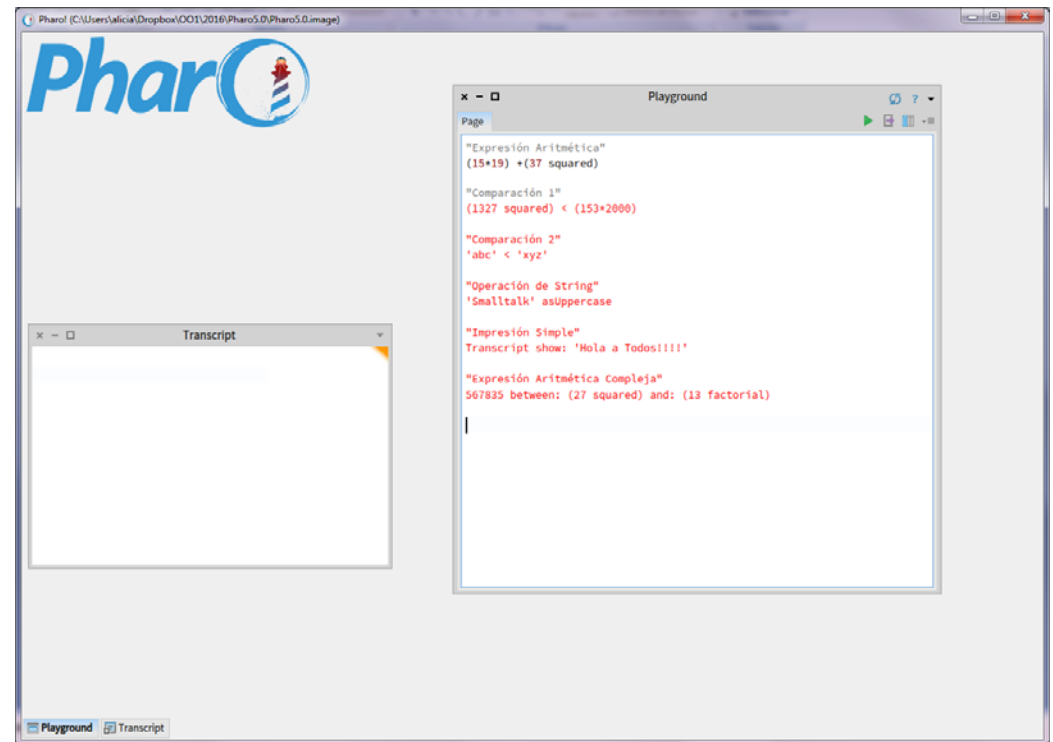 Pharo! (C:\Users\alicia\Dropbox\OO1\2016\Pharo5.0\Pharo5.0.image)
Pharo
x - □ Playground ? 
Page
"Expresión Aritmética"
(15*19) +(37 squared)
"Comparación 1"
(1327 squared) < (153*2000)
"Comparación 2"
'abc' < 'xyz'
"Operación de String"
'Smalltalk' asUppercase
"Impresión Simple"
Transcript show: 'Hola a Todos!!!!'
"Expresión Aritmética Compleja"
567835 between: (27 squared) and: (13 factorial)
x - □ Transcript
Playground Transcript